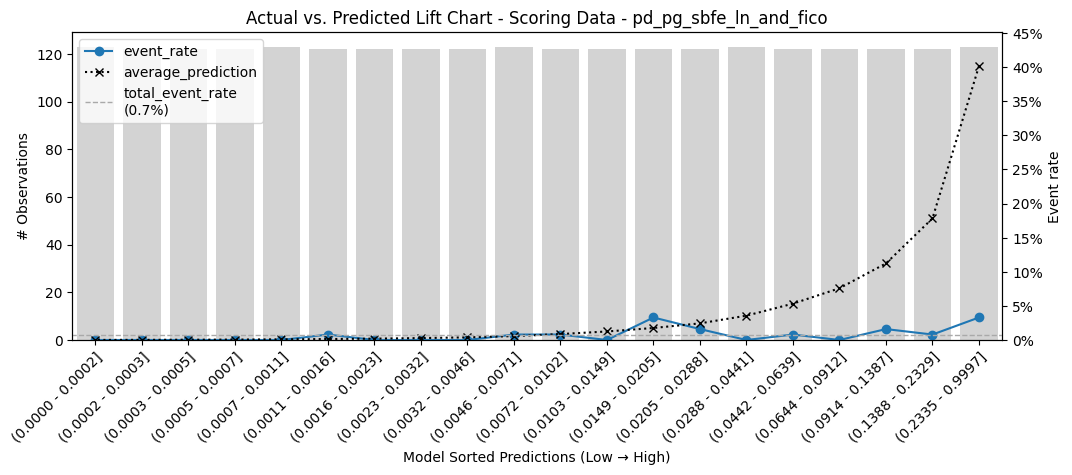 Actual vs. Predicted Lift Chart - Scoring Data - pd_pg_sbfe_ln_and_fico
event_rate
average_prediction
total_event_rate
(0.7%)
# Observations
120
100
80
60
40
20
0
45%
40%
35%
30%
25%
20%
15%
10%
5%
0%
Event rate
(0.0000 - 0.0002]
(0.0002 - 0.0003]
(0.0003 - 0.0005]
(0.0005 - 0.0007]
(0.0007 - 0.0011]
(0.0011 - 0.0016]
(0.0016 - 0.0023]
(0.0023 - 0.0032]
(0.0032 - 0.0046]
(0.0046 - 0.0071]
(0.0072 - 0.0102]
(0.0103 - 0.0149]
(0.0149 - 0.0205]
(0.0205 - 0.0288]
(0.0288 - 0.0441]
(0.0442 - 0.0639]
(0.0644 - 0.0912]
(0.0914 - 0.1387]
(0.1388 - 0.2329]
(0.2335 - 0.9997]
Model Sorted Predictions (Low → High)